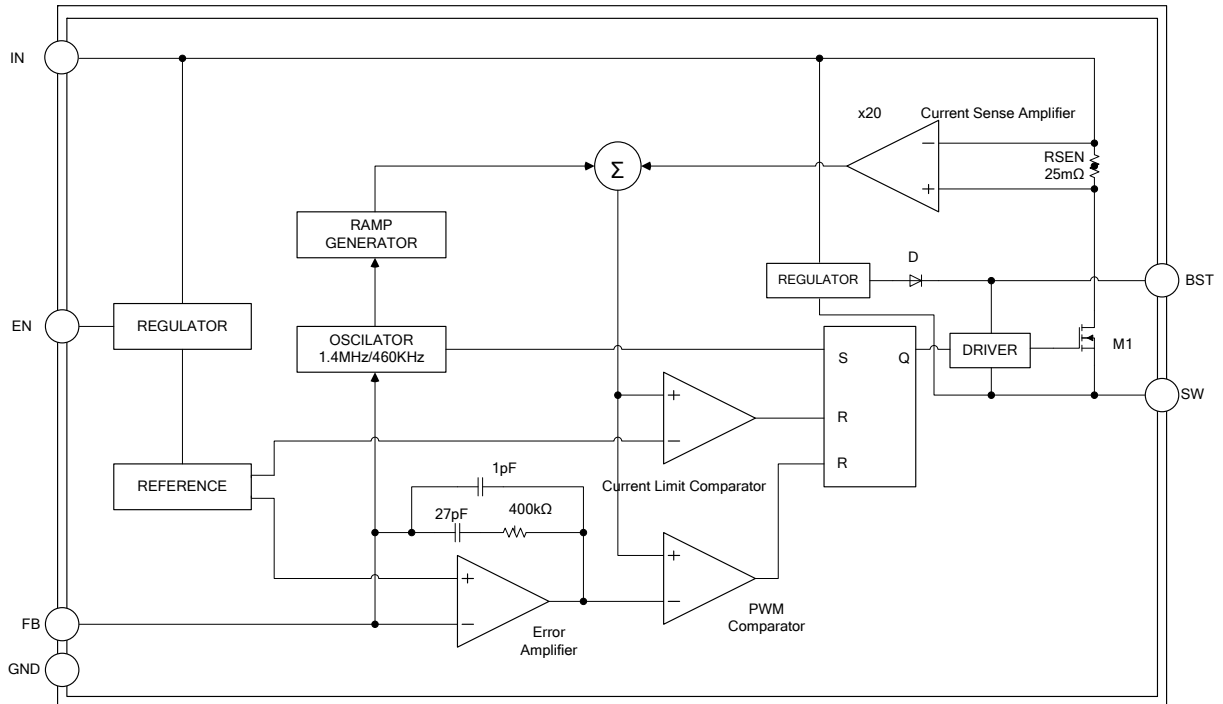 IN
x20
Current Sense Amplifier
−
+
RSEN
25mΩ
Σ
RAMP
GENERATOR
D
REGULATOR
BST
EN
REGULATOR
OSCILATOR
1.4MHz/460KHz
S
Q
DRIVER
M1
SW
+
−
R
R
REFERENCE
Current Limit Comparator
1pF
27pF
400kΩ
+
−
+
−
FB
Error
Amplifier
PWM
Comparator
GND